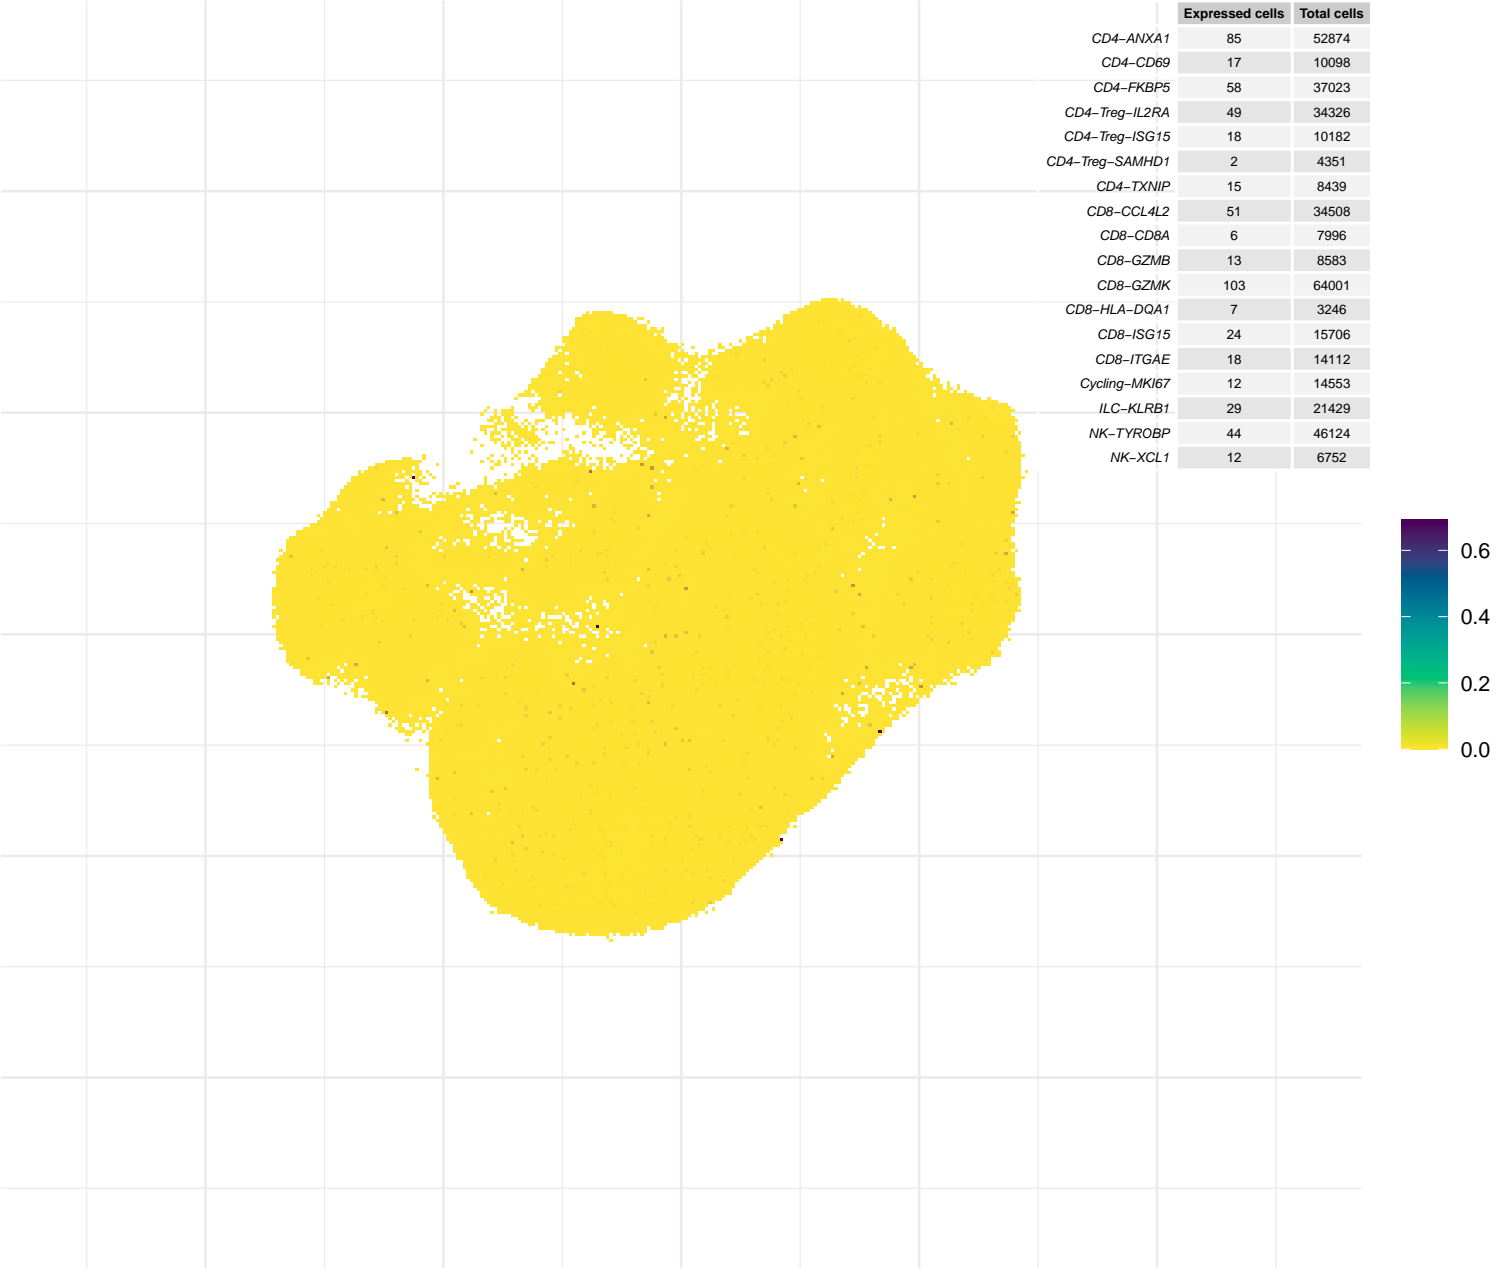 Expressed cells Total cells
CD4−ANXA1 85 52874
CD4−CD69 17 10098
CD4−FKBP5 58 37023
CD4−Treg−IL2RA 49 34326
CD4−Treg−ISG15 18 10182
CD4−Treg−SAMHD1 2 4351
CD4−TXNIP 15 8439
CD8−CCL4L2 51 34508
CD8−CD8A 6 7996
CD8−GZMB 13 8583
CD8−GZMK 103 64001
CD8−HLA−DQA1 7 3246
CD8−ISG15 24 15706
CD8−ITGAE 18 14112
Cycling−MKI67 12 14553
ILC−KLRB1 29 21429
NK−TYROBP 44 46124
NK−XCL1 12 6752
0.6
0.4
0.2
0.0